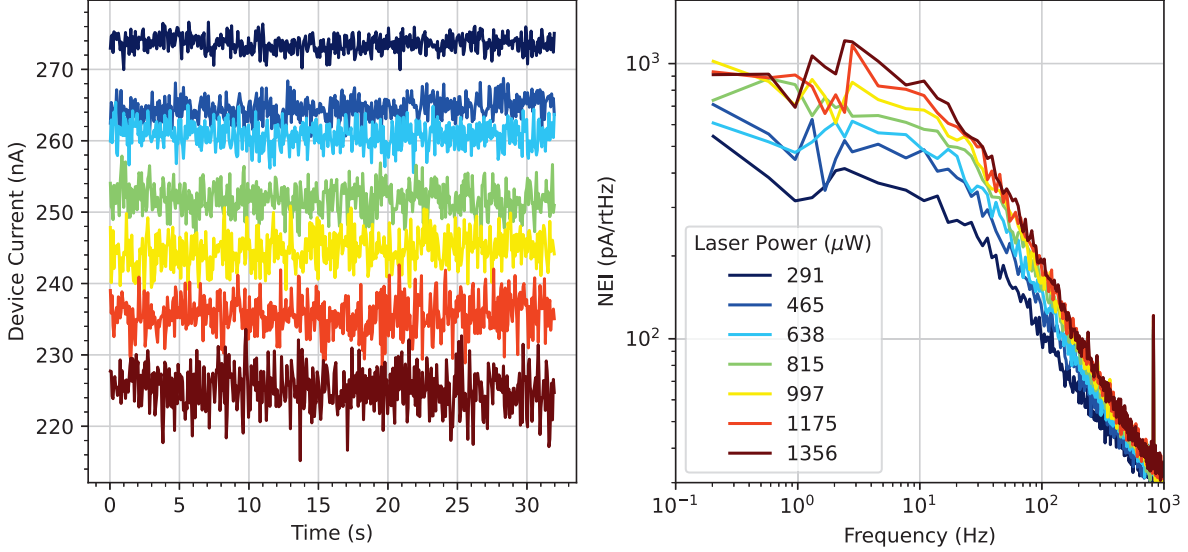 Device Current (nA)
270
260
250
240
230
220
0 5 10 15 20 25 30
Time (s)
NEI (pA/rtHz)
10³
10²
Laser Power (μW)
291
465
638
815
997
1175
1356
10⁻¹ 10⁰ 10¹ 10² 10³
Frequency (Hz)